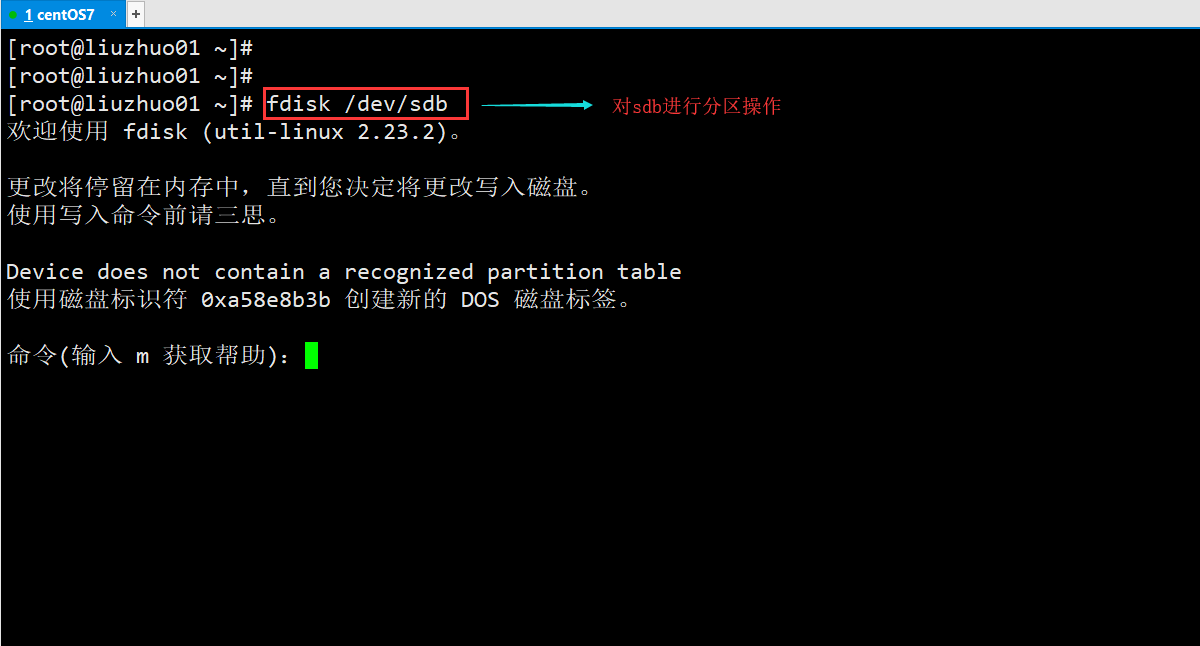 1 centOS7 × +
[root@liuzhuo01 ~]#
[root@liuzhuo01 ~]#
[root@liuzhuo01 ~]# fdisk /dev/sdb 对sdb进行分区操作
欢迎使用 fdisk (util-linux 2.23.2)。
更改将停留在内存中，直到您决定将更改写入磁盘。
使用写入命令前请三思。
Device does not contain a recognized partition table
使用磁盘标识符 0xa58e8b3b 创建新的 DOS 磁盘标签。
命令(输入 m 获取帮助)：